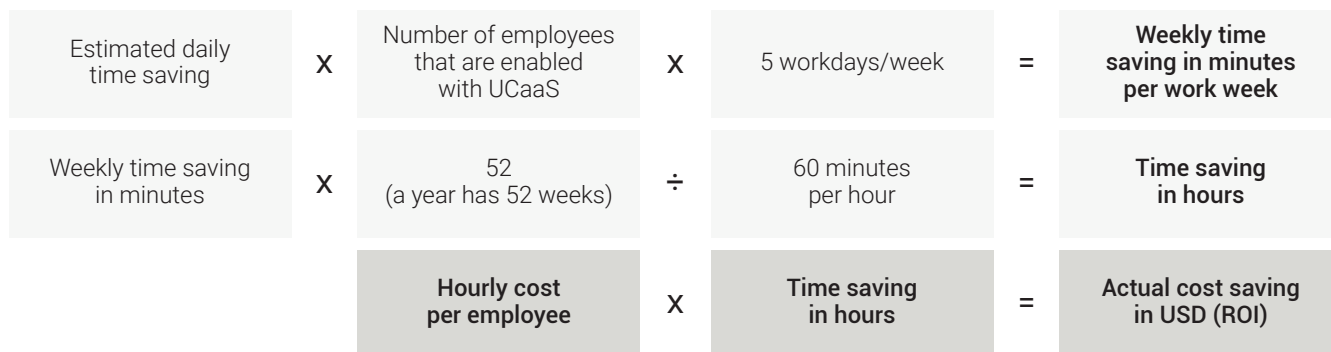 Estimated daily
time saving
x
Number of employees
that are enabled
with UCaaS
x
5 workdays/week
=
Weekly time
saving in minutes
per work week
Weekly time saving
in minutes
x
52
(a year has 52 weeks)
÷
60 minutes
per hour
=
Time saving
in hours
Hourly cost
per employee
x
Time saving
in hours
=
Actual cost saving
in USD (ROI)